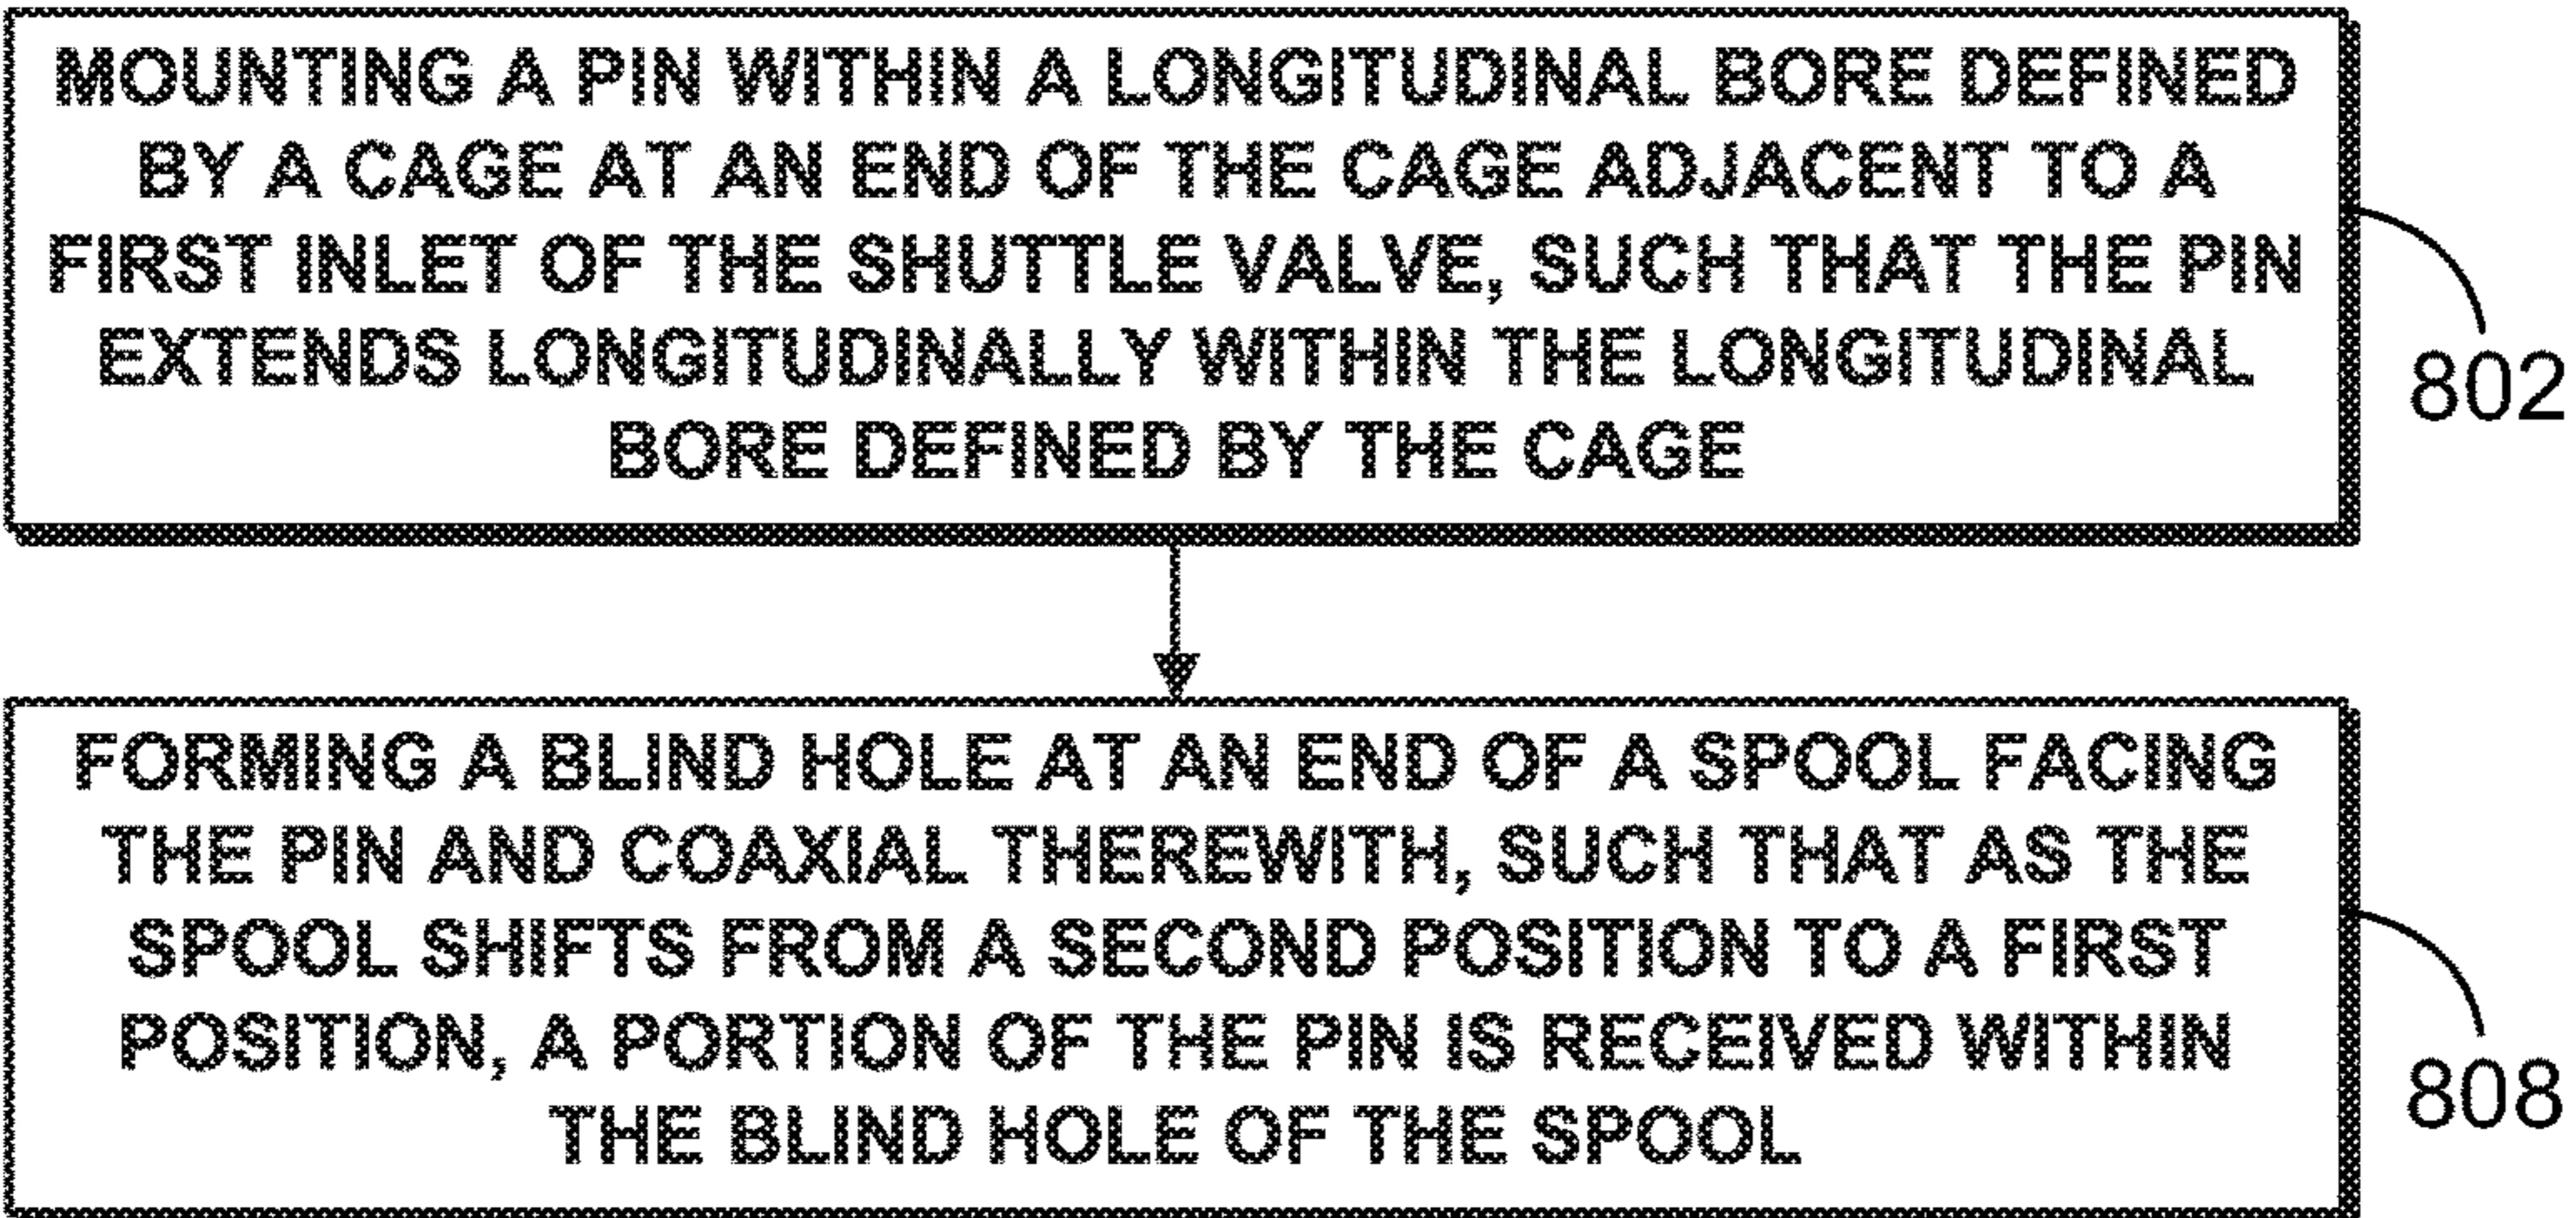 MOUNTING A PIN WITHIN A LONGITUDINAL BORE DEFINED
BY A CAGE AT AN END OF THE CAGE ADJACENT TO A
FIRST INLET OF THE SHUTTLE VALVE, SUCH THAT THE PIN
EXTENDS LONGITUDINALLY WITHIN THE LONGITUDINAL
BORE DEFINED BY THE CAGE
802
FORMING A BLIND HOLE AT AN END OF A SPOOL FACING
THE PIN AND COAXIAL THEREWITH, SUCH THAT AS THE
SPOOL SHIFTS FROM A SECOND POSITION TO A FIRST
POSITION, A PORTION OF THE PIN IS RECEIVED WITHIN
THE BLIND HOLE OF THE SPOOL
808